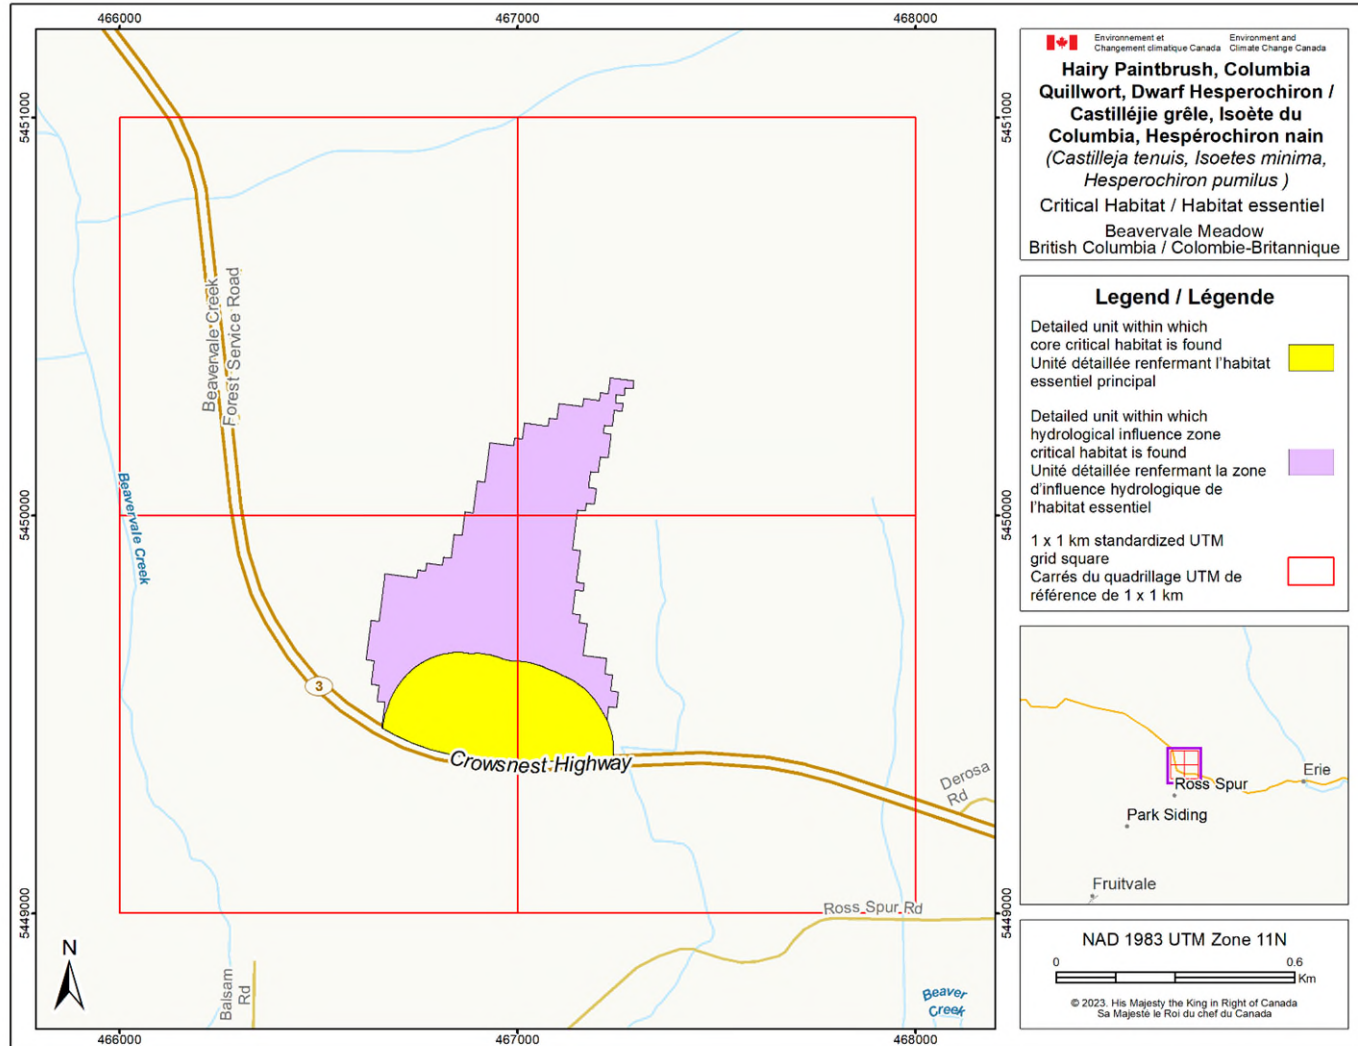 466000
467000
468000
5451000
5451000
Beavervale Creek
Forest Service Road
Beavervale Creek
5450000
5450000
3
Crowsnest Highway
Derosa
Rd
5449000
5449000
Ross Spur Rd
N
Balsam
Rd
Beaver
Creek
466000
467000
468000
Environnement et
Changement climatique Canada
Environment and
Climate Change Canada
Hairy Paintbrush, Columbia
Quillwort, Dwarf Hesperochiron /
Castilléjie grêle, Isoète du
Columbia, Hespérochiron nain
(Castilleja tenuis, Isoetes minima,
Hesperochiron pumilus )
Critical Habitat / Habitat essentiel
Beavervale Meadow
British Columbia / Colombie-Britannique
Legend / Légende
Detailed unit within which
core critical habitat is found
Unité détaillée renfermant l'habitat
essentiel principal
Detailed unit within which
hydrological influence zone
critical habitat is found
Unité détaillée renfermant la zone
d'influence hydrologique de
l'habitat essentiel
1 x 1 km standardized UTM
grid square
Carrés du quadrillage UTM de
référence de 1 x 1 km
Ross Spur
Erie
Park Siding
Fruitvale
NAD 1983 UTM Zone 11N
0
0.6
Km
© 2023. His Majesty the King in Right of Canada
Sa Majesté le Roi du chef du Canada